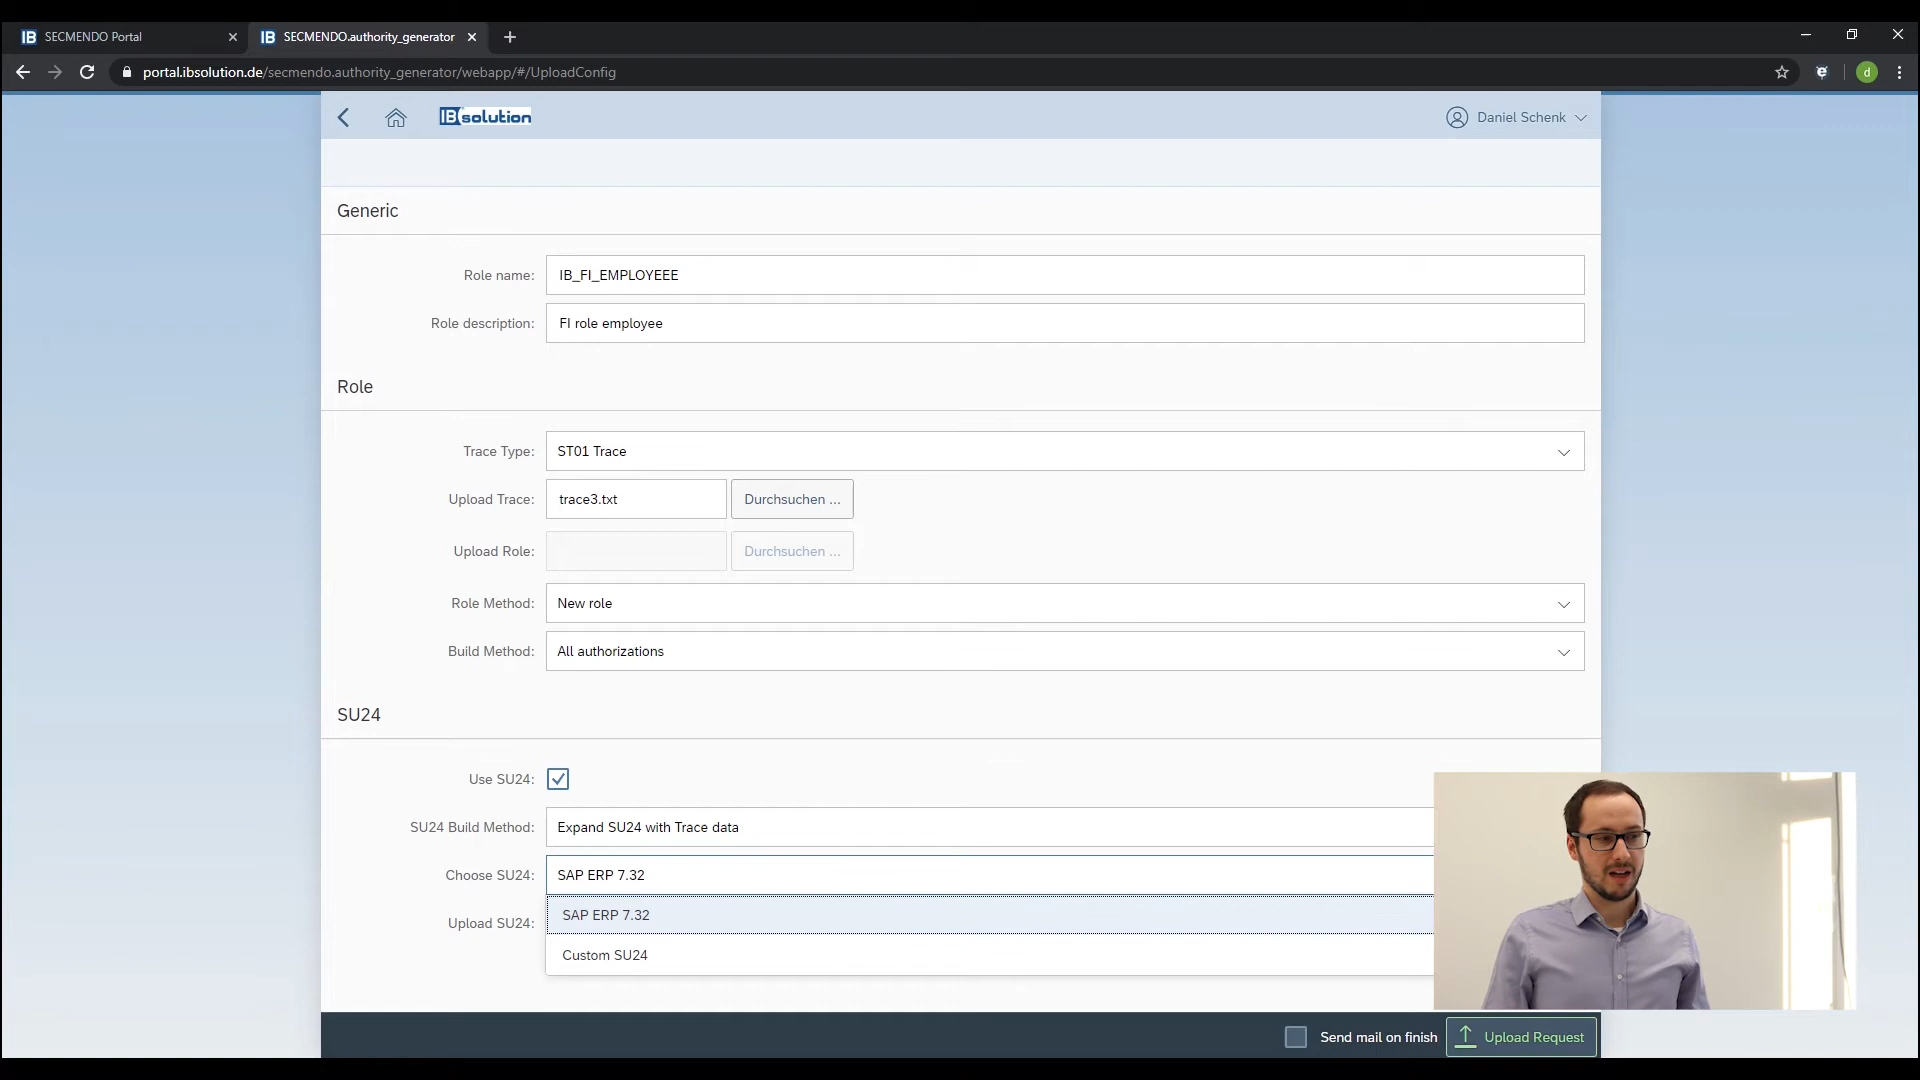 IB SECMENDO Portal
IB SECMENDO.authority_generator
portal.ibsolution.de/secmendo.authority_generator/webapp/#/UploadConfig
d
IBsolution
Daniel Schenk
Generic
Role name: IB_FI_EMPLOYEEE
Role description: FI role employee
Role
Trace Type: ST01 Trace
Upload Trace: trace3.txt Durchsuchen ...
Upload Role: Durchsuchen ...
Role Method: New role
Build Method: All authorizations
SU24
Use SU24:
SU24 Build Method: Expand SU24 with Trace data
Choose SU24: SAP ERP 7.32
SAP ERP 7.32
Upload SU24:
Custom SU24
Send mail on finish Upload Request